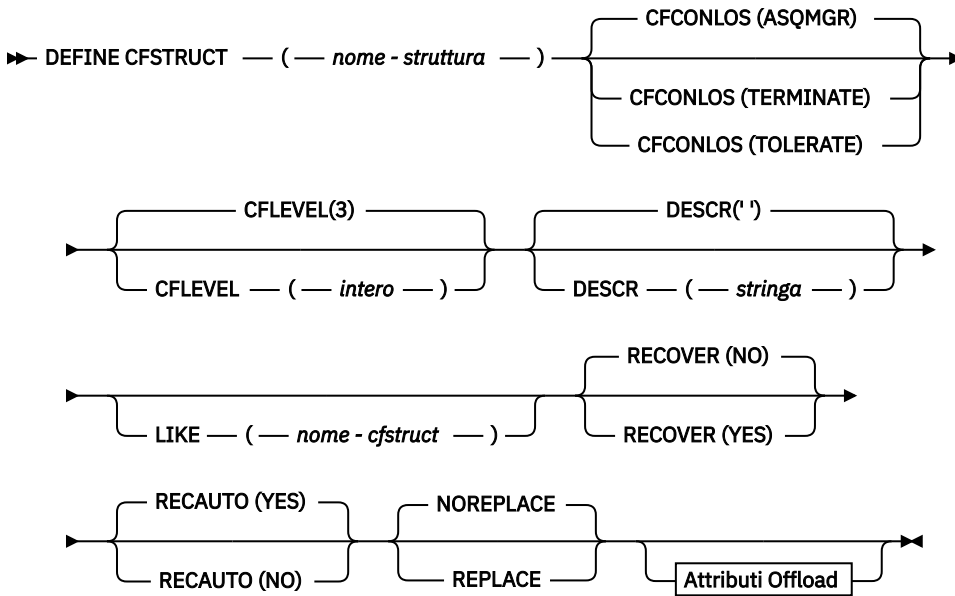 CFCONLOS (ASQMGR)
DEFINE CFSTRUCT ( nome - struttura )
CFCONLOS (TERMINATE)
CFCONLOS (TOLERATE)
CFLEVEL(3) DESCR(' ')
CFLEVEL ( intero ) DESCR ( stringa )
RECOVER (NO)
LIKE ( nome - cfstruct ) RECOVER (YES)
RECAUTO (YES) NOREPLACE
RECAUTO (NO) REPLACE Attributi Offload